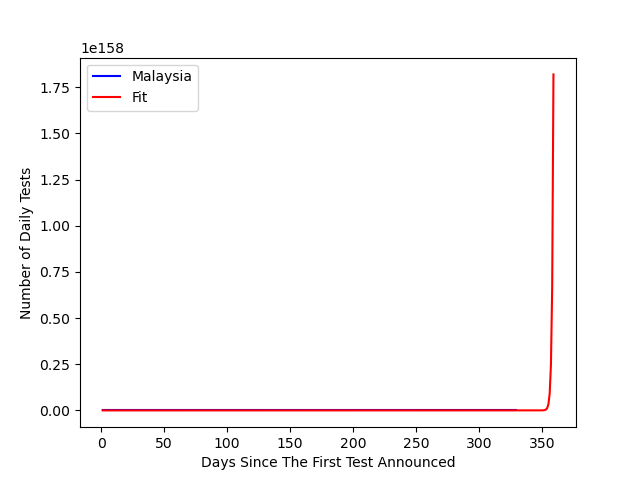 1e158
Malaysia
Fit
1.75
1.50
1.25
1.00
0.75
0.50
0.25
0.00
Number of Daily Tests
0 50 100 150 200 250 300 350
Days Since The First Test Announced